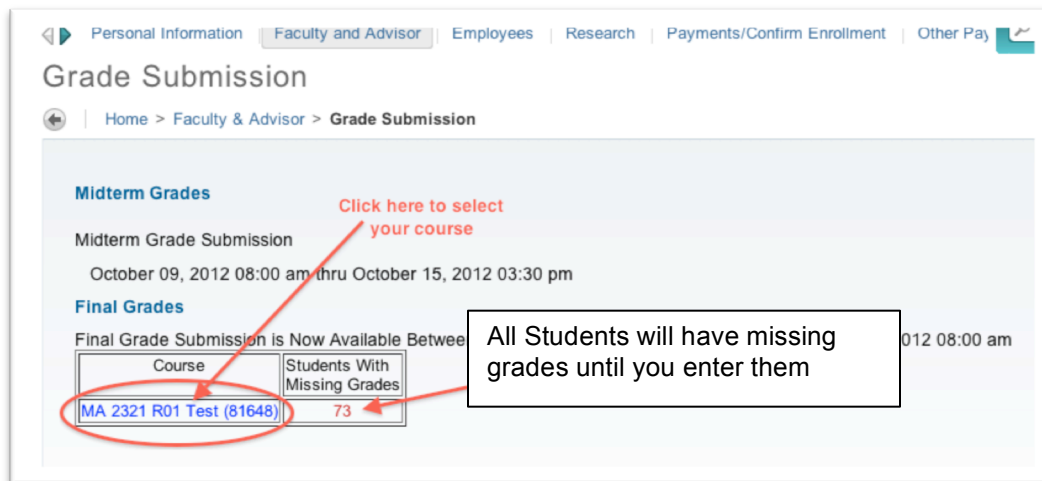 Personal Information | Faculty and Advisor | Employees | Research | Payments/Confirm Enrollment | Other Pay
Grade Submission
Home > Faculty & Advisor > Grade Submission
Midterm Grades
Click here to select
your course
Midterm Grade Submission
October 09, 2012 08:00 am thru October 15, 2012 03:30 pm
Final Grades
Final Grade Submission is Now Available 012 08:00 am
All Students will have missing
grades until you enter them
Course
Students With
Missing Grades
MA 2321 R01 Test (81648)
73